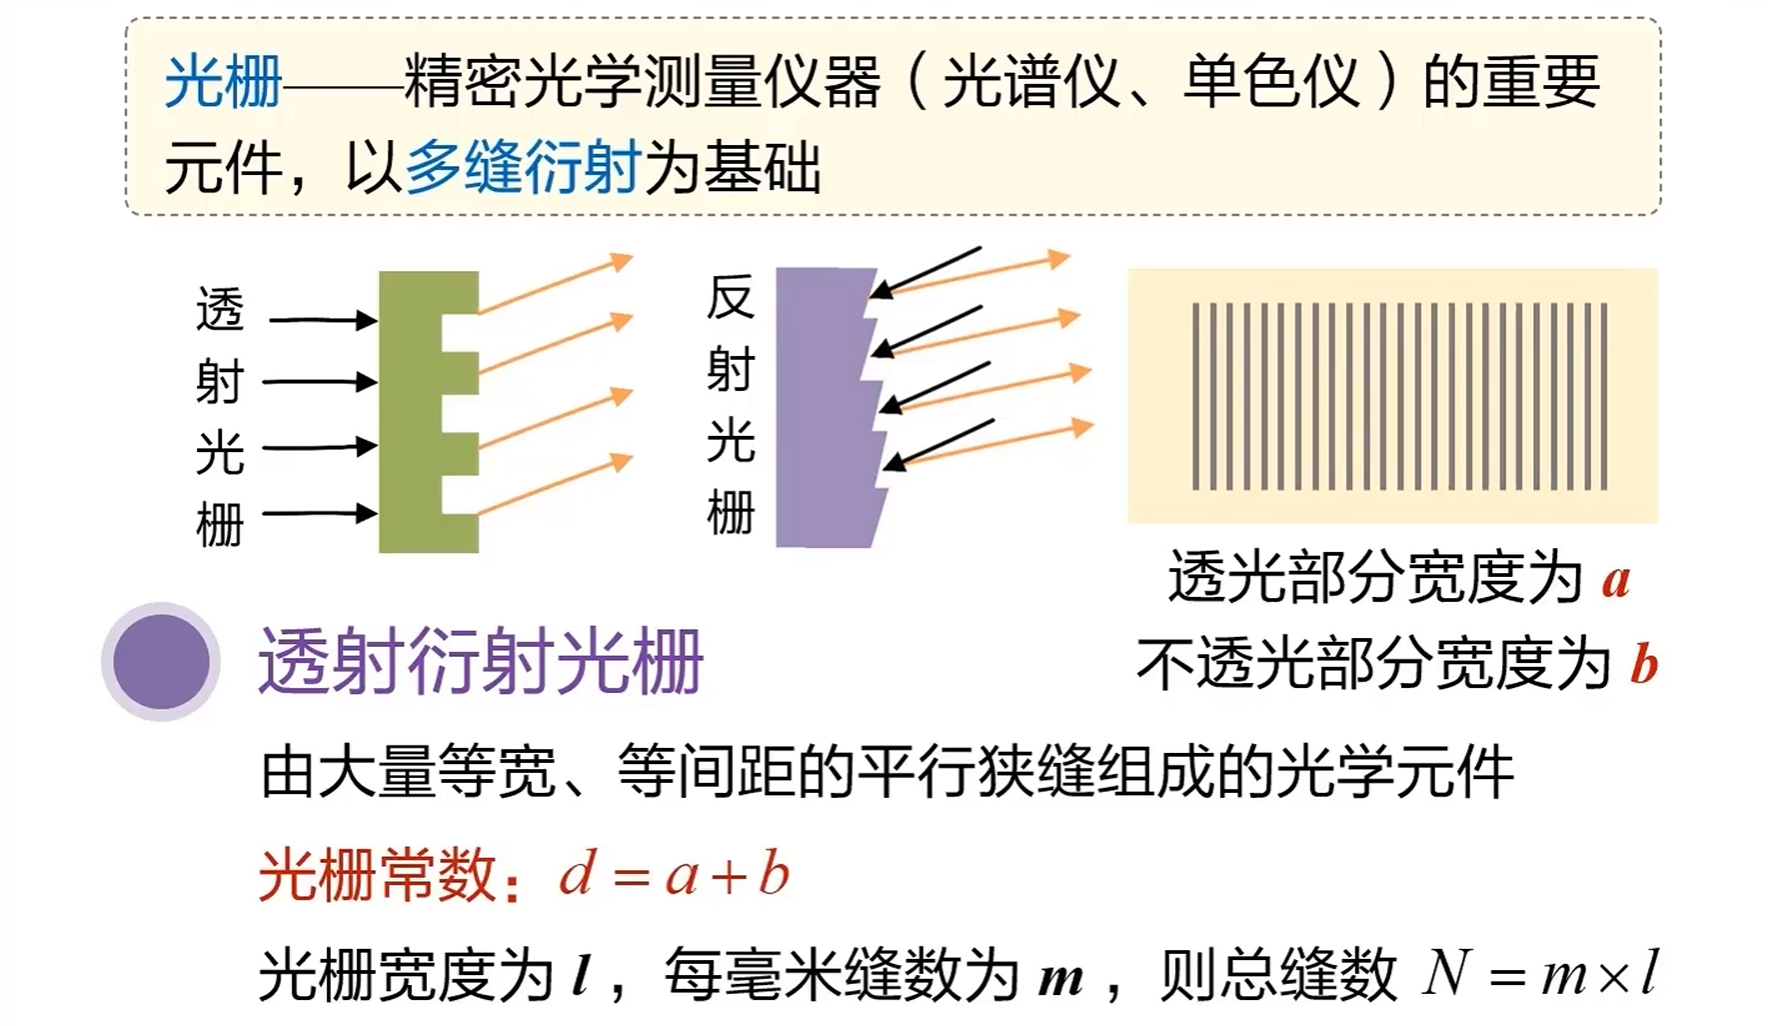 光栅——精密光学测量仪器（光谱仪、单色仪）的重要
元件，以多缝衍射为基础
透射光栅
反射光栅
透光部分宽度为 a
不透光部分宽度为 b
透射衍射光栅
由大量等宽、等间距的平行狭缝组成的光学元件
光栅常数：d = a + b
光栅宽度为 l ，每毫米缝数为 m ，则总缝数 N = m × l